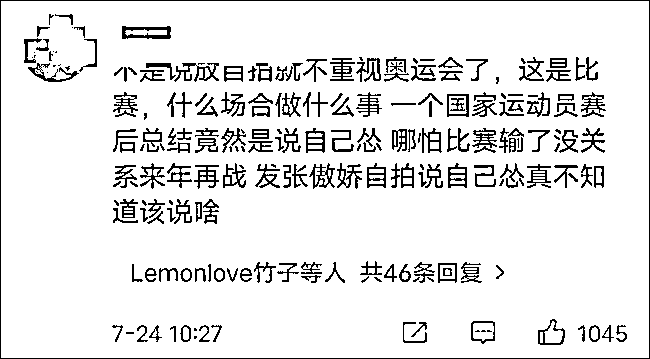 不是说放自拍就不重视奥运会了，这是比
赛，什么场合做什么事 一个国家运动员赛
后总结竟然是说自己怂 哪怕比赛输了没关
系来年再战 发张傲娇自拍说自己怂真不知
道该说啥
Lemonlove竹子等人 共46条回复 >
7-24 10:27
1045